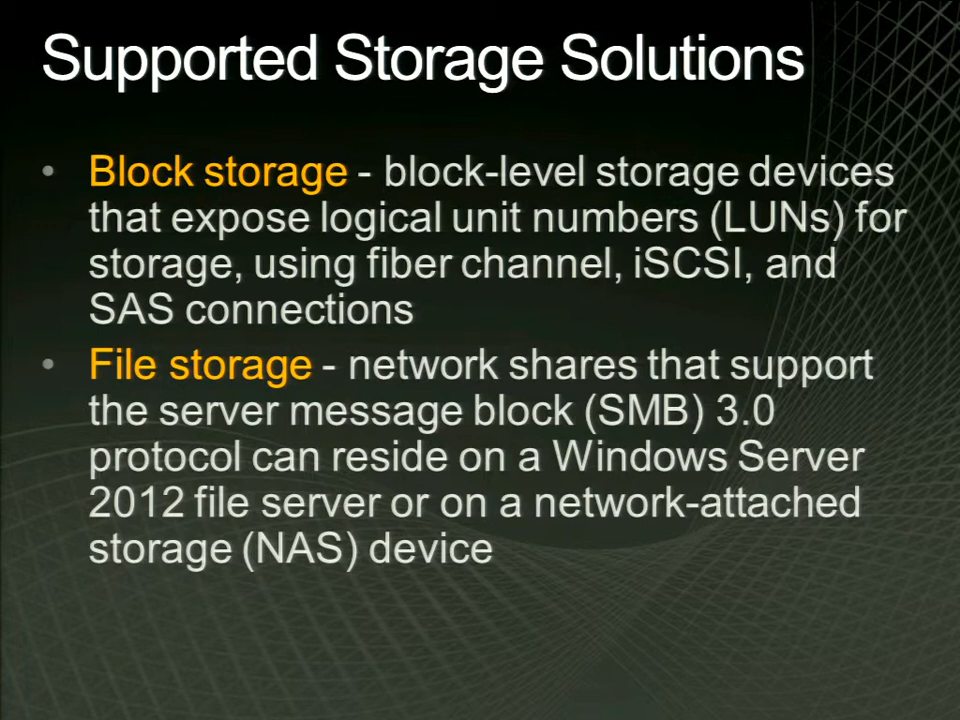 Supported Storage Solutions
• Block storage - block-level storage devices
that expose logical unit numbers (LUNs) for
storage, using fiber channel, iSCSI, and
SAS connections
• File storage - network shares that support
the server message block (SMB) 3.0
protocol can reside on a Windows Server
2012 file server or on a network-attached
storage (NAS) device